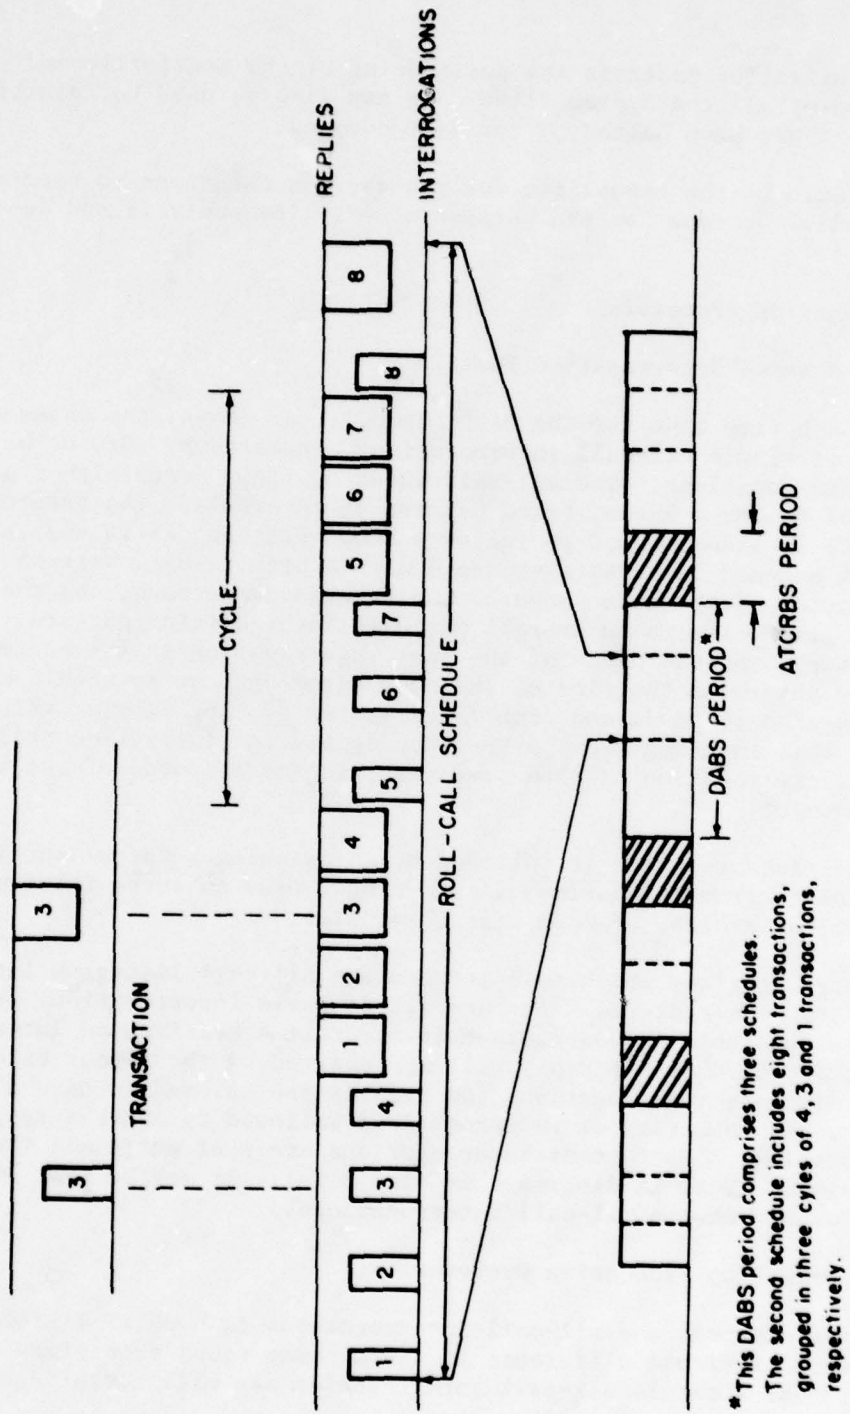 3
3
TRANSACTION
REPLIES
INTERROGATIONS
1
2
3
4
1
2
3
4
5
6
7
5
6
7
8
8
CYCLE
ROLL-CALL SCHEDULE
DABS PERIOD*
ATCRBS PERIOD
*This DABS period comprises three schedules.
The second schedule includes eight transactions,
grouped in three cyles of 4, 3 and 1 transactions,
respectively.